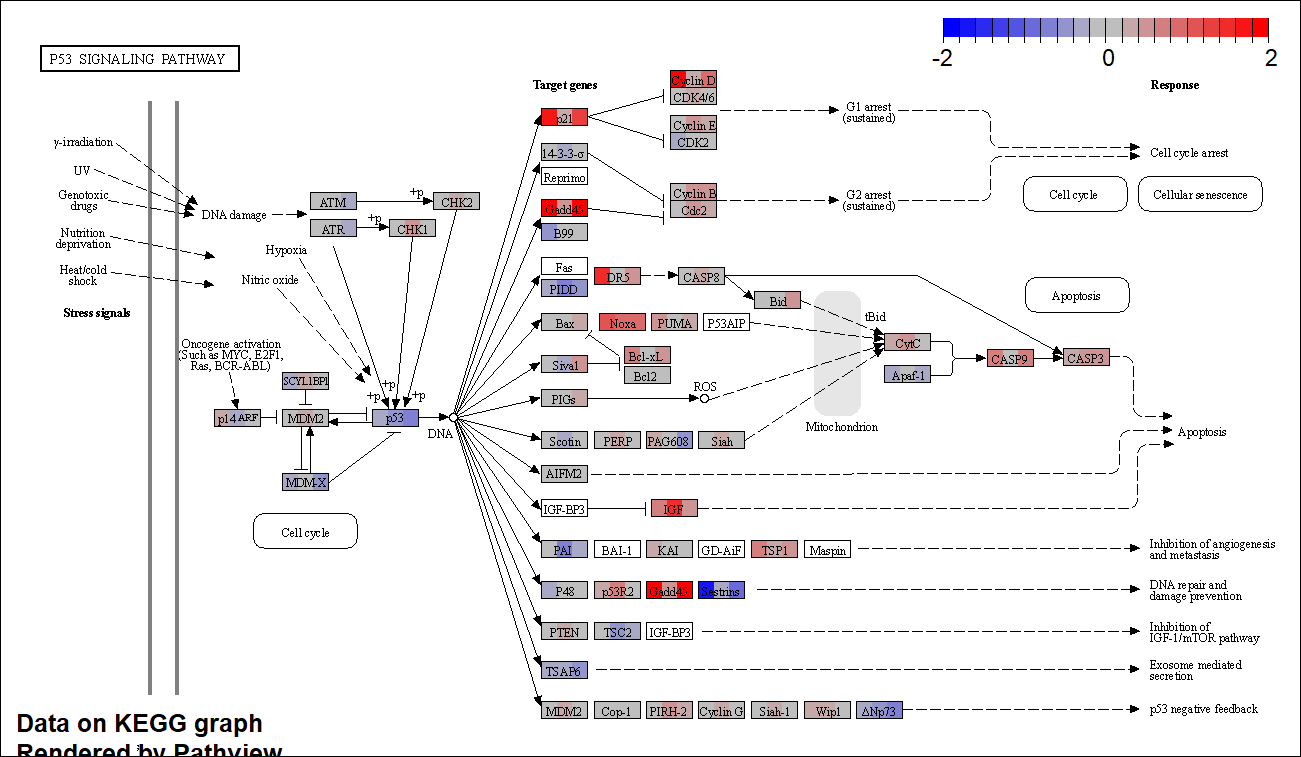 -2 0 2
P53 SIGNALING PATHWAY
Target genes
Response
Cyclin D
CDK4/6
p21
G1 arrest
(sustained)
Cyclin E
CDK2
γ-irradiation
14-3-3-σ
Cell cycle arrest
UV
Reprimo
Genotoxic
drugs
ATM
+p
CHK2
Cyclin B
Cdc2
G2 arrest
(sustained)
Cell cycle
Cellular senescence
DNA damage
Gadd45
+p
ATR
CHK1
B99
Nutrition
deprivation
Hypoxia
Fas
Heat/cold
shock
Nitric oxide
DR5
CASP8
PIDD
Bid
Apoptosis
Stress signals
tBid
Bax
Noxa
PUMA
P53AIP
Oncogene activation
(Such as MYC, E2F1,
Ras, BCR-ABL)
CytC
Siva1
Bcl-xL
Bcl2
CASP9
CASP3
Apaf-1
SCYL1BP1
+p
+p
+p
ROS
PIGs
p14ARF
MDM2
p53
DNA
Mitochondrion
Scotin
PERP
PAG608
Siah
Apoptosis
AIFM2
MDM-X
IGF-BP3
IGF
Cell cycle
PAI
BAI-1
KAI
GD-AiF
TSP1
Maspin
Inhibition of angiogenesis
and metastasis
P48
p53R2
Gadd45
Sestrins
DNA repair and
damage prevention
PTEN
TSC2
IGF-BP3
Inhibition of
IGF-1/mTOR pathway
TSAP6
Exosome mediated
secretion
MDM2
Cop-1
PIRH-2
Cyclin G
Siah-1
Wip1
ΔNp73
p53 negative feedback
Data on KEGG graph
Rendered by Pathview